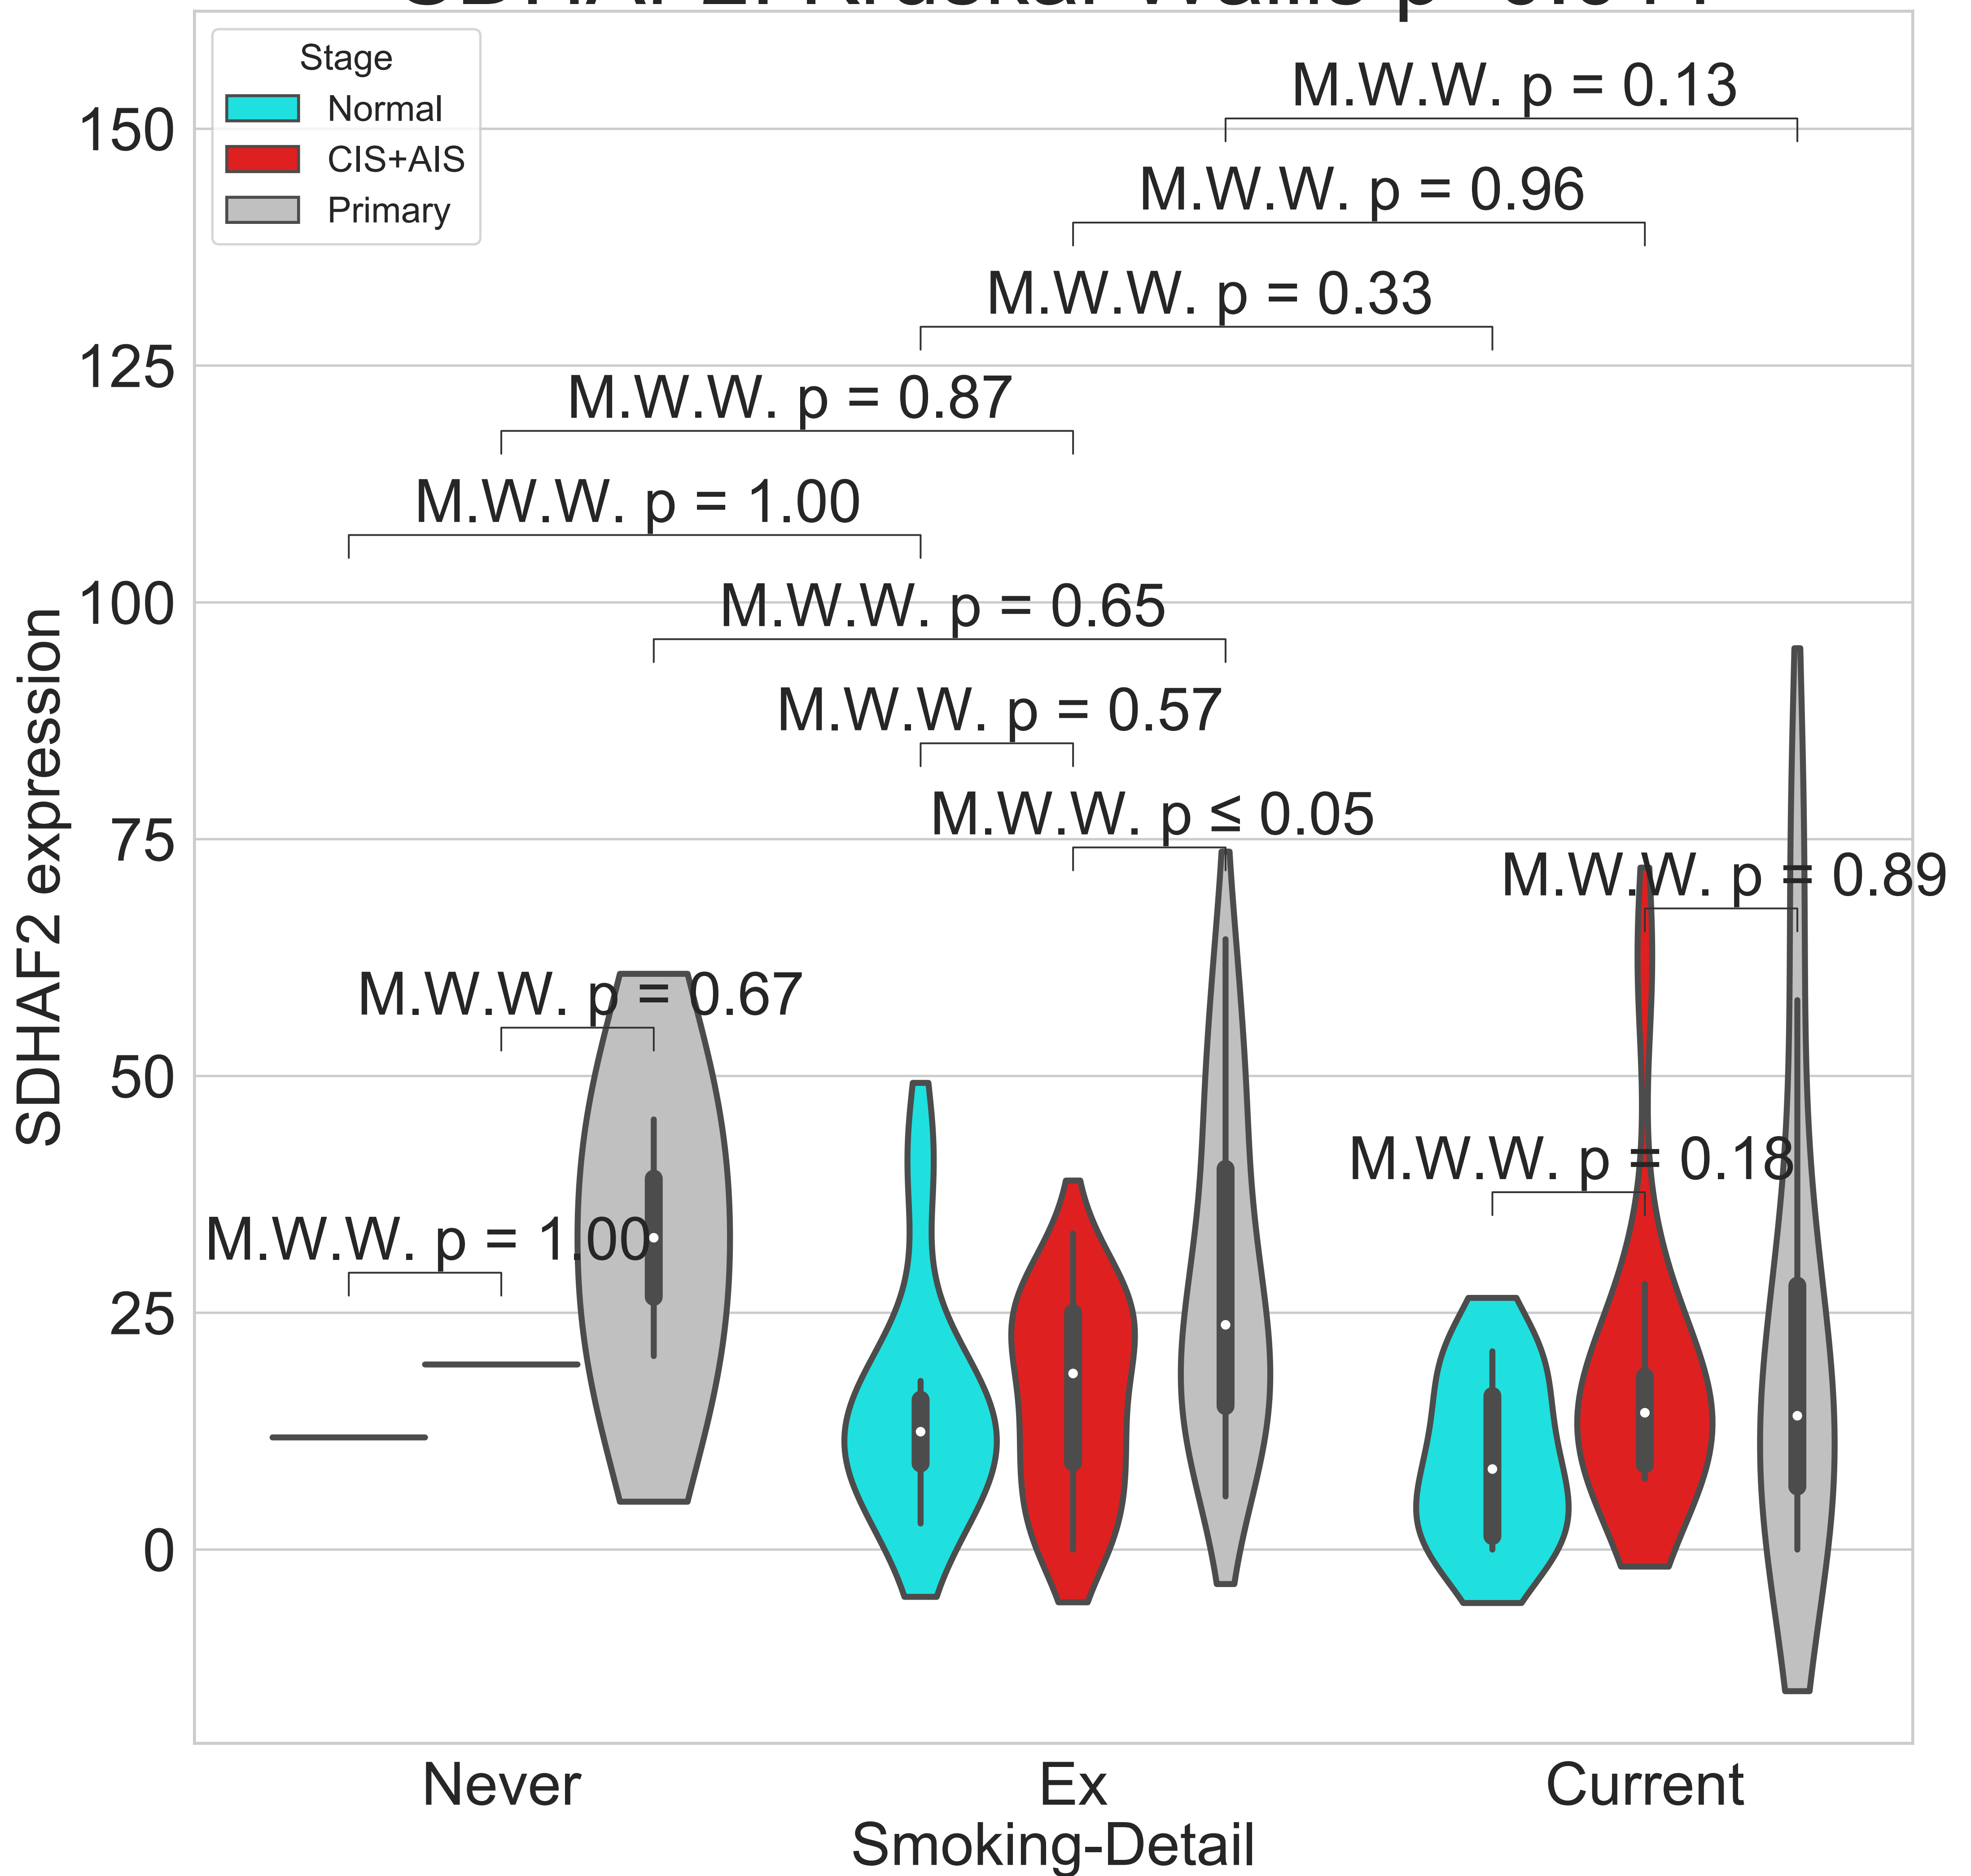 Stage
Normal
CIS+AIS
Primary
M.W.W. p = 0.13
150
M.W.W. p = 0.96
M.W.W. p = 0.33
125
M.W.W. p = 0.87
M.W.W. p = 1.00
100
M.W.W. p = 0.65
M.W.W. p = 0.57
M.W.W. p ≤ 0.05
75
M.W.W. p = 0.89
M.W.W. p = 0.67
50
M.W.W. p = 0.18
M.W.W. p = 1.00
25
0
SDHAF2 expression
Never
Ex
Current
Smoking-Detail